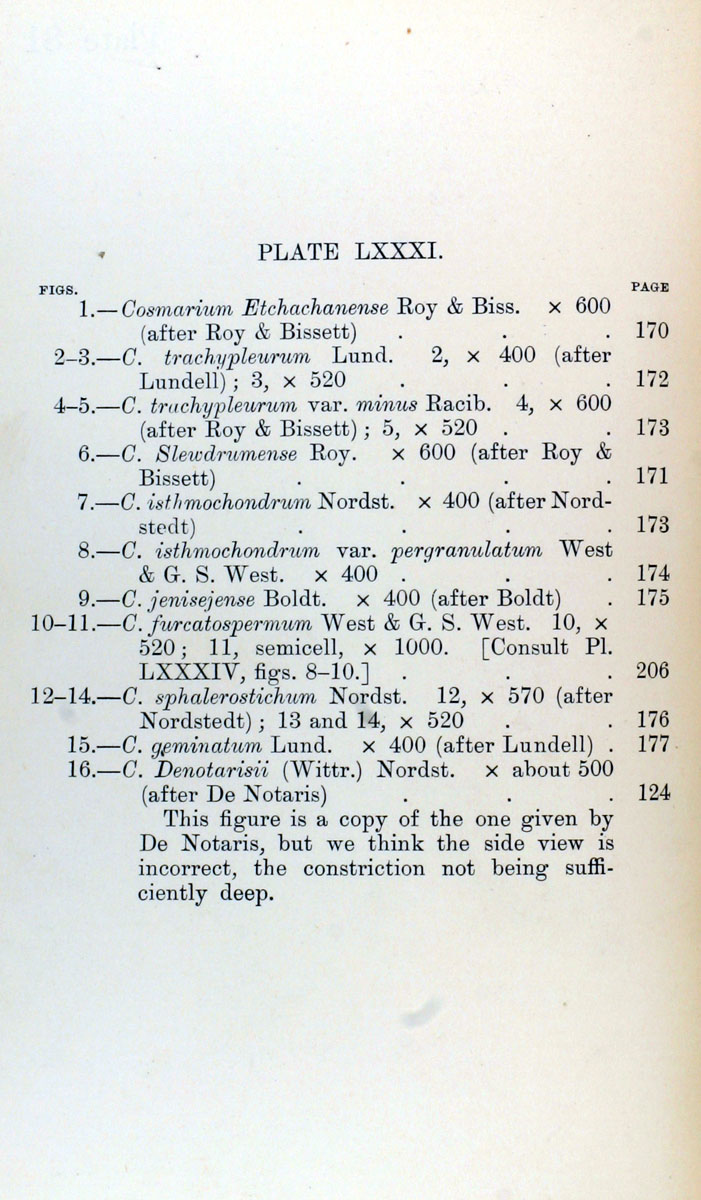 PLATE LXXXI.
FIGS. PAGE
1.—Cosmarium Etchachanense Roy & Biss. × 600
(after Roy & Bissett) . . . 170
2–3.—C. trachypleurum Lund. 2, × 400 (after
Lundell) ; 3, × 520 . . . 172
4–5.—C. trachypleurum var. minus Racib. 4, × 600
(after Roy & Bissett) ; 5, × 520 . . 173
6.—C. Slewdrumense Roy. × 600 (after Roy &
Bissett) . . . . 171
7.—C. isthmochondrum Nordst. × 400 (after Nord-
stedt) . . . . 173
8.—C. isthmochondrum var. pergranulatum West
& G. S. West. × 400 . . . 174
9.—C. jenisejense Boldt. × 400 (after Boldt) . 175
10–11.—C. furcatospermum West & G. S. West. 10, ×
520 ; 11, semicell, × 1000. [Consult Pl.
LXXXIV, figs. 8–10.] . . . 206
12–14.—C. sphalerostichum Nordst. 12, × 570 (after
Nordstedt) ; 13 and 14, × 520 . . 176
15.—C. geminatum Lund. × 400 (after Lundell) . 177
16.—C. Denotarisii (Wittr.) Nordst. × about 500
(after De Notaris) . . . 124
This figure is a copy of the one given by
De Notaris, but we think the side view is
incorrect, the constriction not being suffi-
ciently deep.